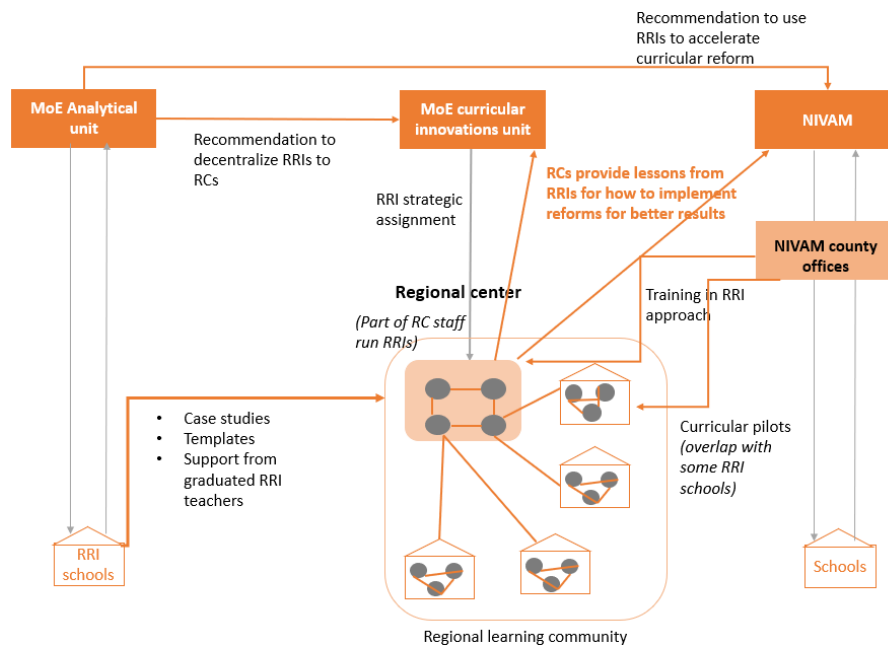 Recommendation to use
RRIs to accelerate
curricular reform
MoE Analytical
unit
MoE curricular
innovations unit
NIVAM
Recommendation to
decentralize RRIs to
RCs
RRI strategic
assignment
RCs provide lessons from
RRIs for how to implement
reforms for better results
NIVAM county
offices
Regional center
(Part of RC staff
run RRIs)
Training in RRI
approach
• Case studies
• Templates
• Support from
graduated RRI
teachers
Curricular pilots
(overlap with
some RRI
schools)
RRI
schools
Schools
Regional learning community